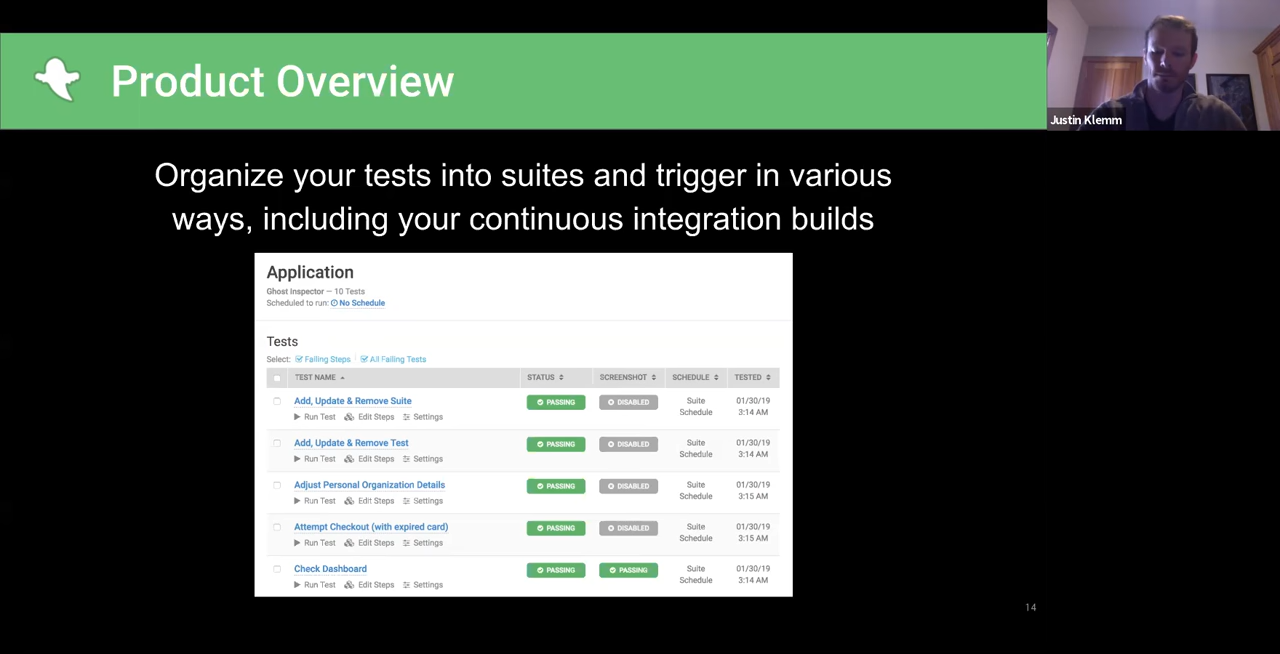 Product Overview
Justin Klemm
Organize your tests into suites and trigger in various
ways, including your continuous integration builds
Application
Ghost Inspector — 10 Tests
Scheduled to run: No Schedule
Tests
Select: Failing Steps All Failing Tests
TEST NAME STATUS SCREENSHOT SCHEDULE TESTED
Add, Update & Remove Suite PASSING DISABLED Suite Schedule 01/30/19 3:14 AM
Run Test Edit Steps Settings
Add, Update & Remove Test PASSING DISABLED Suite Schedule 01/30/19 3:14 AM
Run Test Edit Steps Settings
Adjust Personal Organization Details PASSING DISABLED Suite Schedule 01/30/19 3:15 AM
Run Test Edit Steps Settings
Attempt Checkout (with expired card) PASSING DISABLED Suite Schedule 01/30/19 3:15 AM
Run Test Edit Steps Settings
Check Dashboard PASSING PASSING Suite Schedule 01/30/19 3:14 AM
Run Test Edit Steps Settings
14